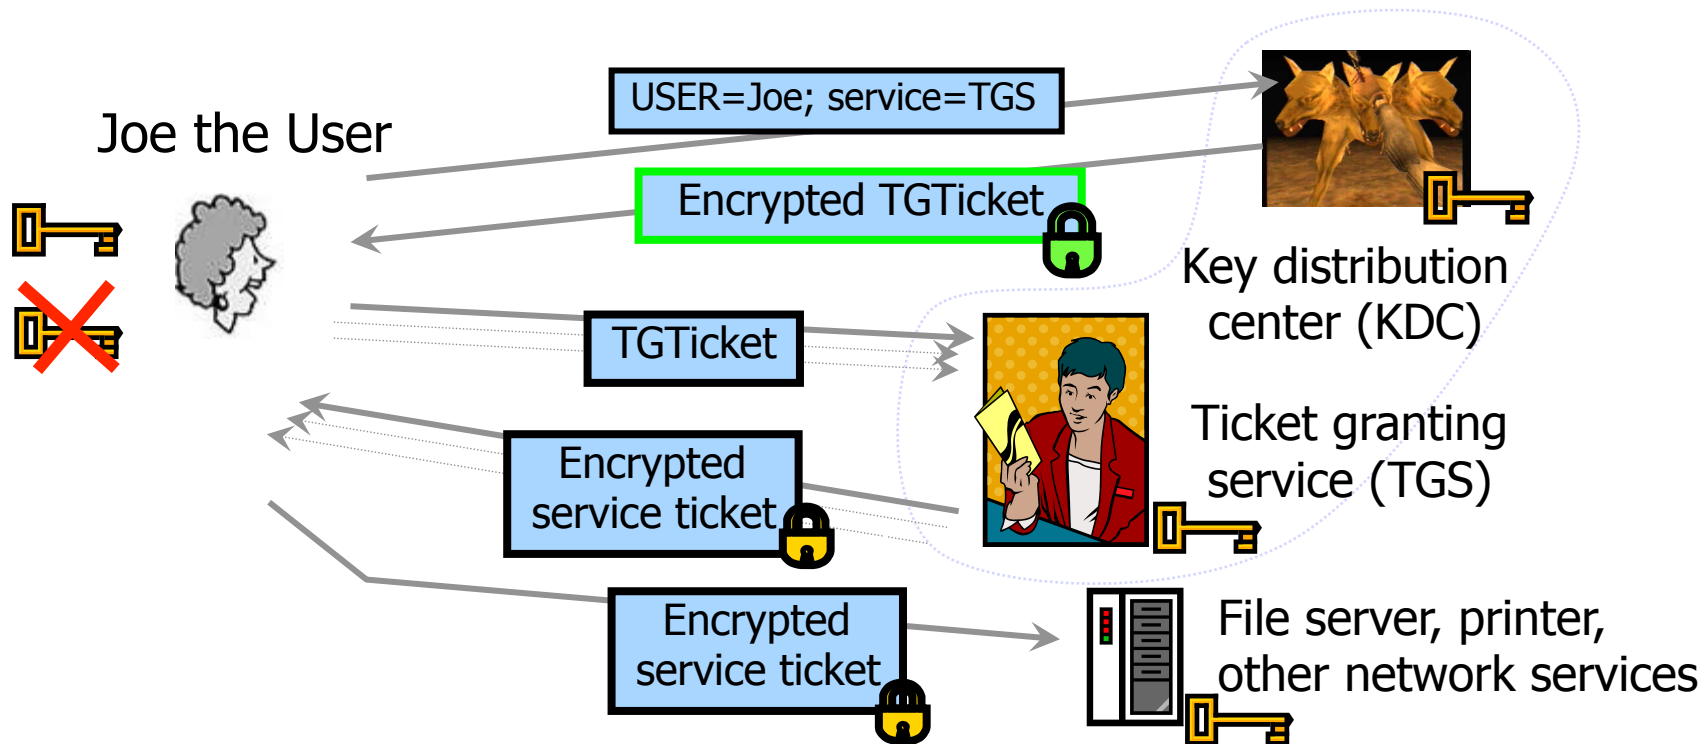 USER=Joe; service=TGS
Joe the User
Encrypted TGTicket
Key distribution
center (KDC)
TGTicket
Ticket granting
service (TGS)
Encrypted
service ticket
Encrypted
service ticket
File server, printer,
other network services